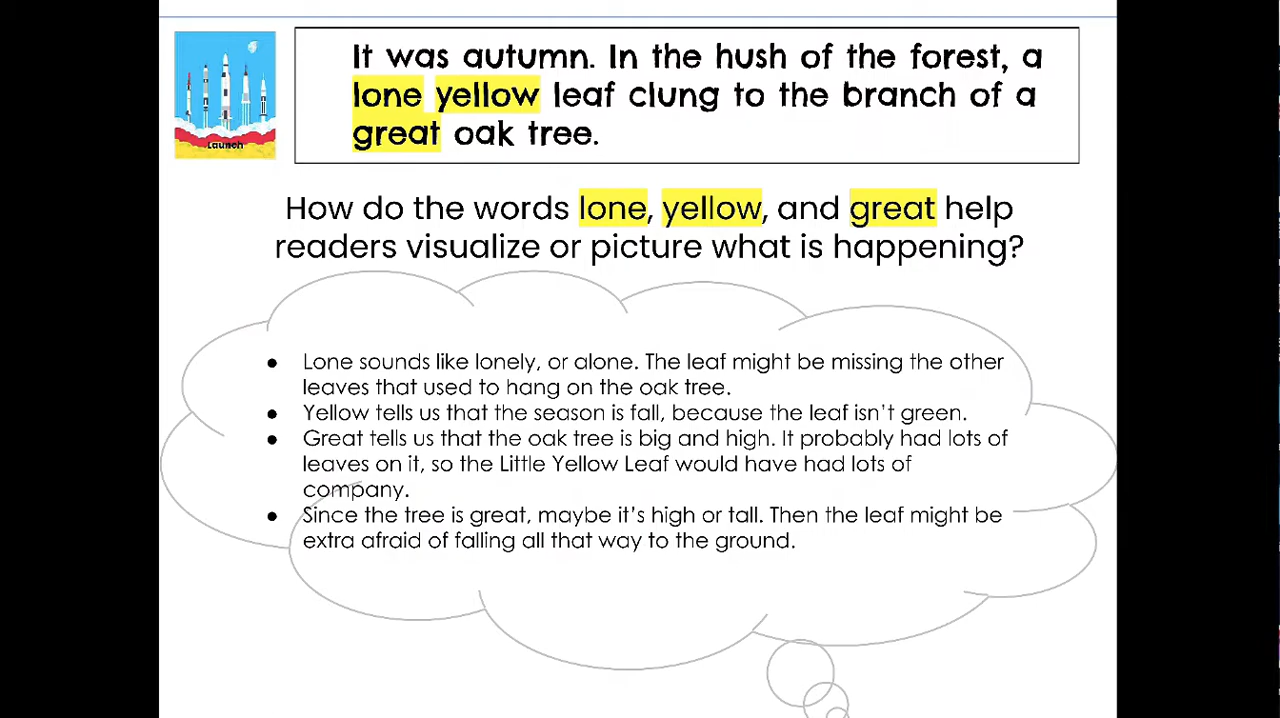 It was autumn. In the hush of the forest, a
lone yellow leaf clung to the branch of a
great oak tree.
Launch
How do the words lone, yellow, and great help
readers visualize or picture what is happening?
● Lone sounds like lonely, or alone. The leaf might be missing the other
leaves that used to hang on the oak tree.
● Yellow tells us that the season is fall, because the leaf isn't green.
● Great tells us that the oak tree is big and high. It probably had lots of
leaves on it, so the Little Yellow Leaf would have had lots of
company.
● Since the tree is great, maybe it's high or tall. Then the leaf might be
extra afraid of falling all that way to the ground.